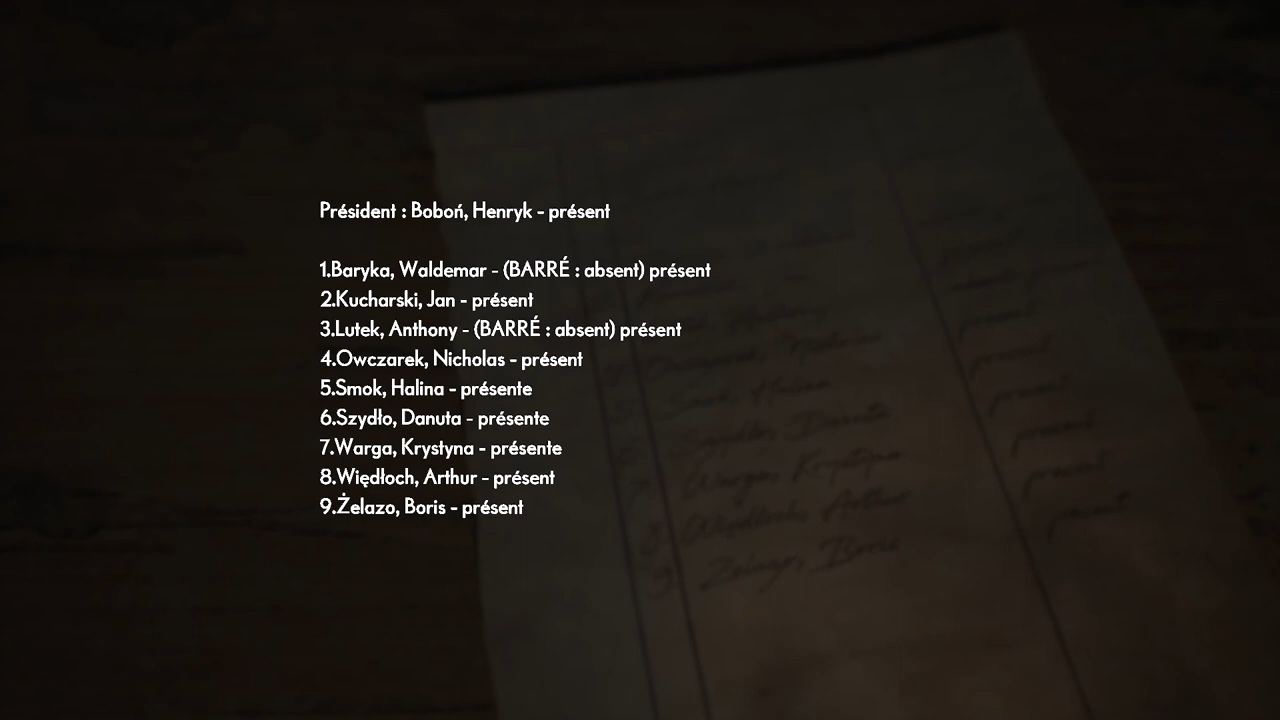 Président : Boboń, Henryk - présent
1.Baryka, Waldemar - (BARRÉ : absent) présent
2.Kucharski, Jan - présent
3.Lutek, Anthony - (BARRÉ : absent) présent
4.Owczarek, Nicholas - présent
5.Smok, Halina - présente
6.Szydło, Danuta - présente
7.Warga, Krystyna - présente
8.Więdłoch, Arthur - présent
9.Żelazo, Boris - présent